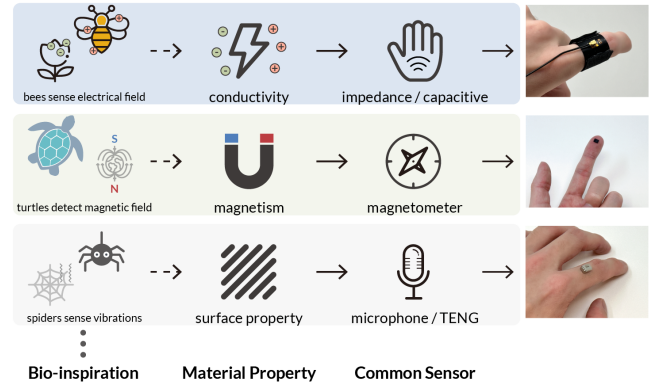 bees sense electrical field
conductivity
impedance / capacitive
S
N
turtles detect magnetic field
magnetism
magnetometer
spiders sense vibrations
surface property
microphone / TENG
Bio-inspiration
Material Property
Common Sensor